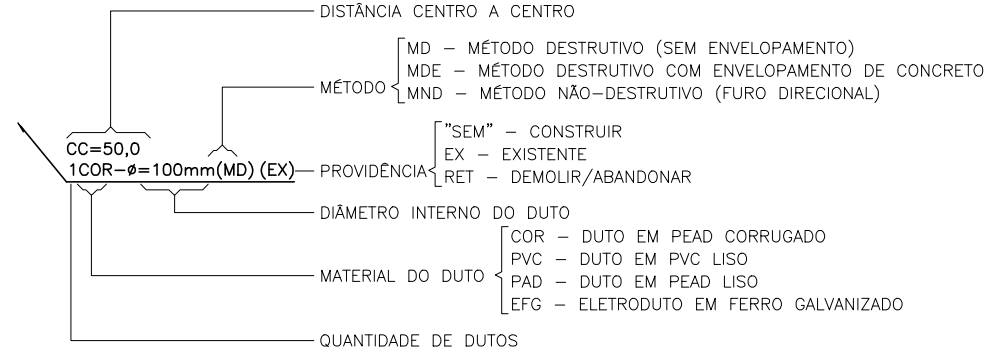 DISTÂNCIA CENTRO A CENTRO
MÉTODO
MD – MÉTODO DESTRUTIVO (SEM ENVELOPAMENTO)
MDE – MÉTODO DESTRUTIVO COM ENVELOPAMENTO DE CONCRETO
MND – MÉTODO NÃO-DESTRUTIVO (FURO DIRECIONAL)
CC=50,0
1COR-ø=100mm(MD) (EX)
PROVIDÊNCIA
"SEM" – CONSTRUIR
EX – EXISTENTE
RET – DEMOLIR/ABANDONAR
DIÂMETRO INTERNO DO DUTO
MATERIAL DO DUTO
COR – DUTO EM PEAD CORRUGADO
PVC – DUTO EM PVC LISO
PAD – DUTO EM PEAD LISO
EFG – ELETRODUTO EM FERRO GALVANIZADO
QUANTIDADE DE DUTOS